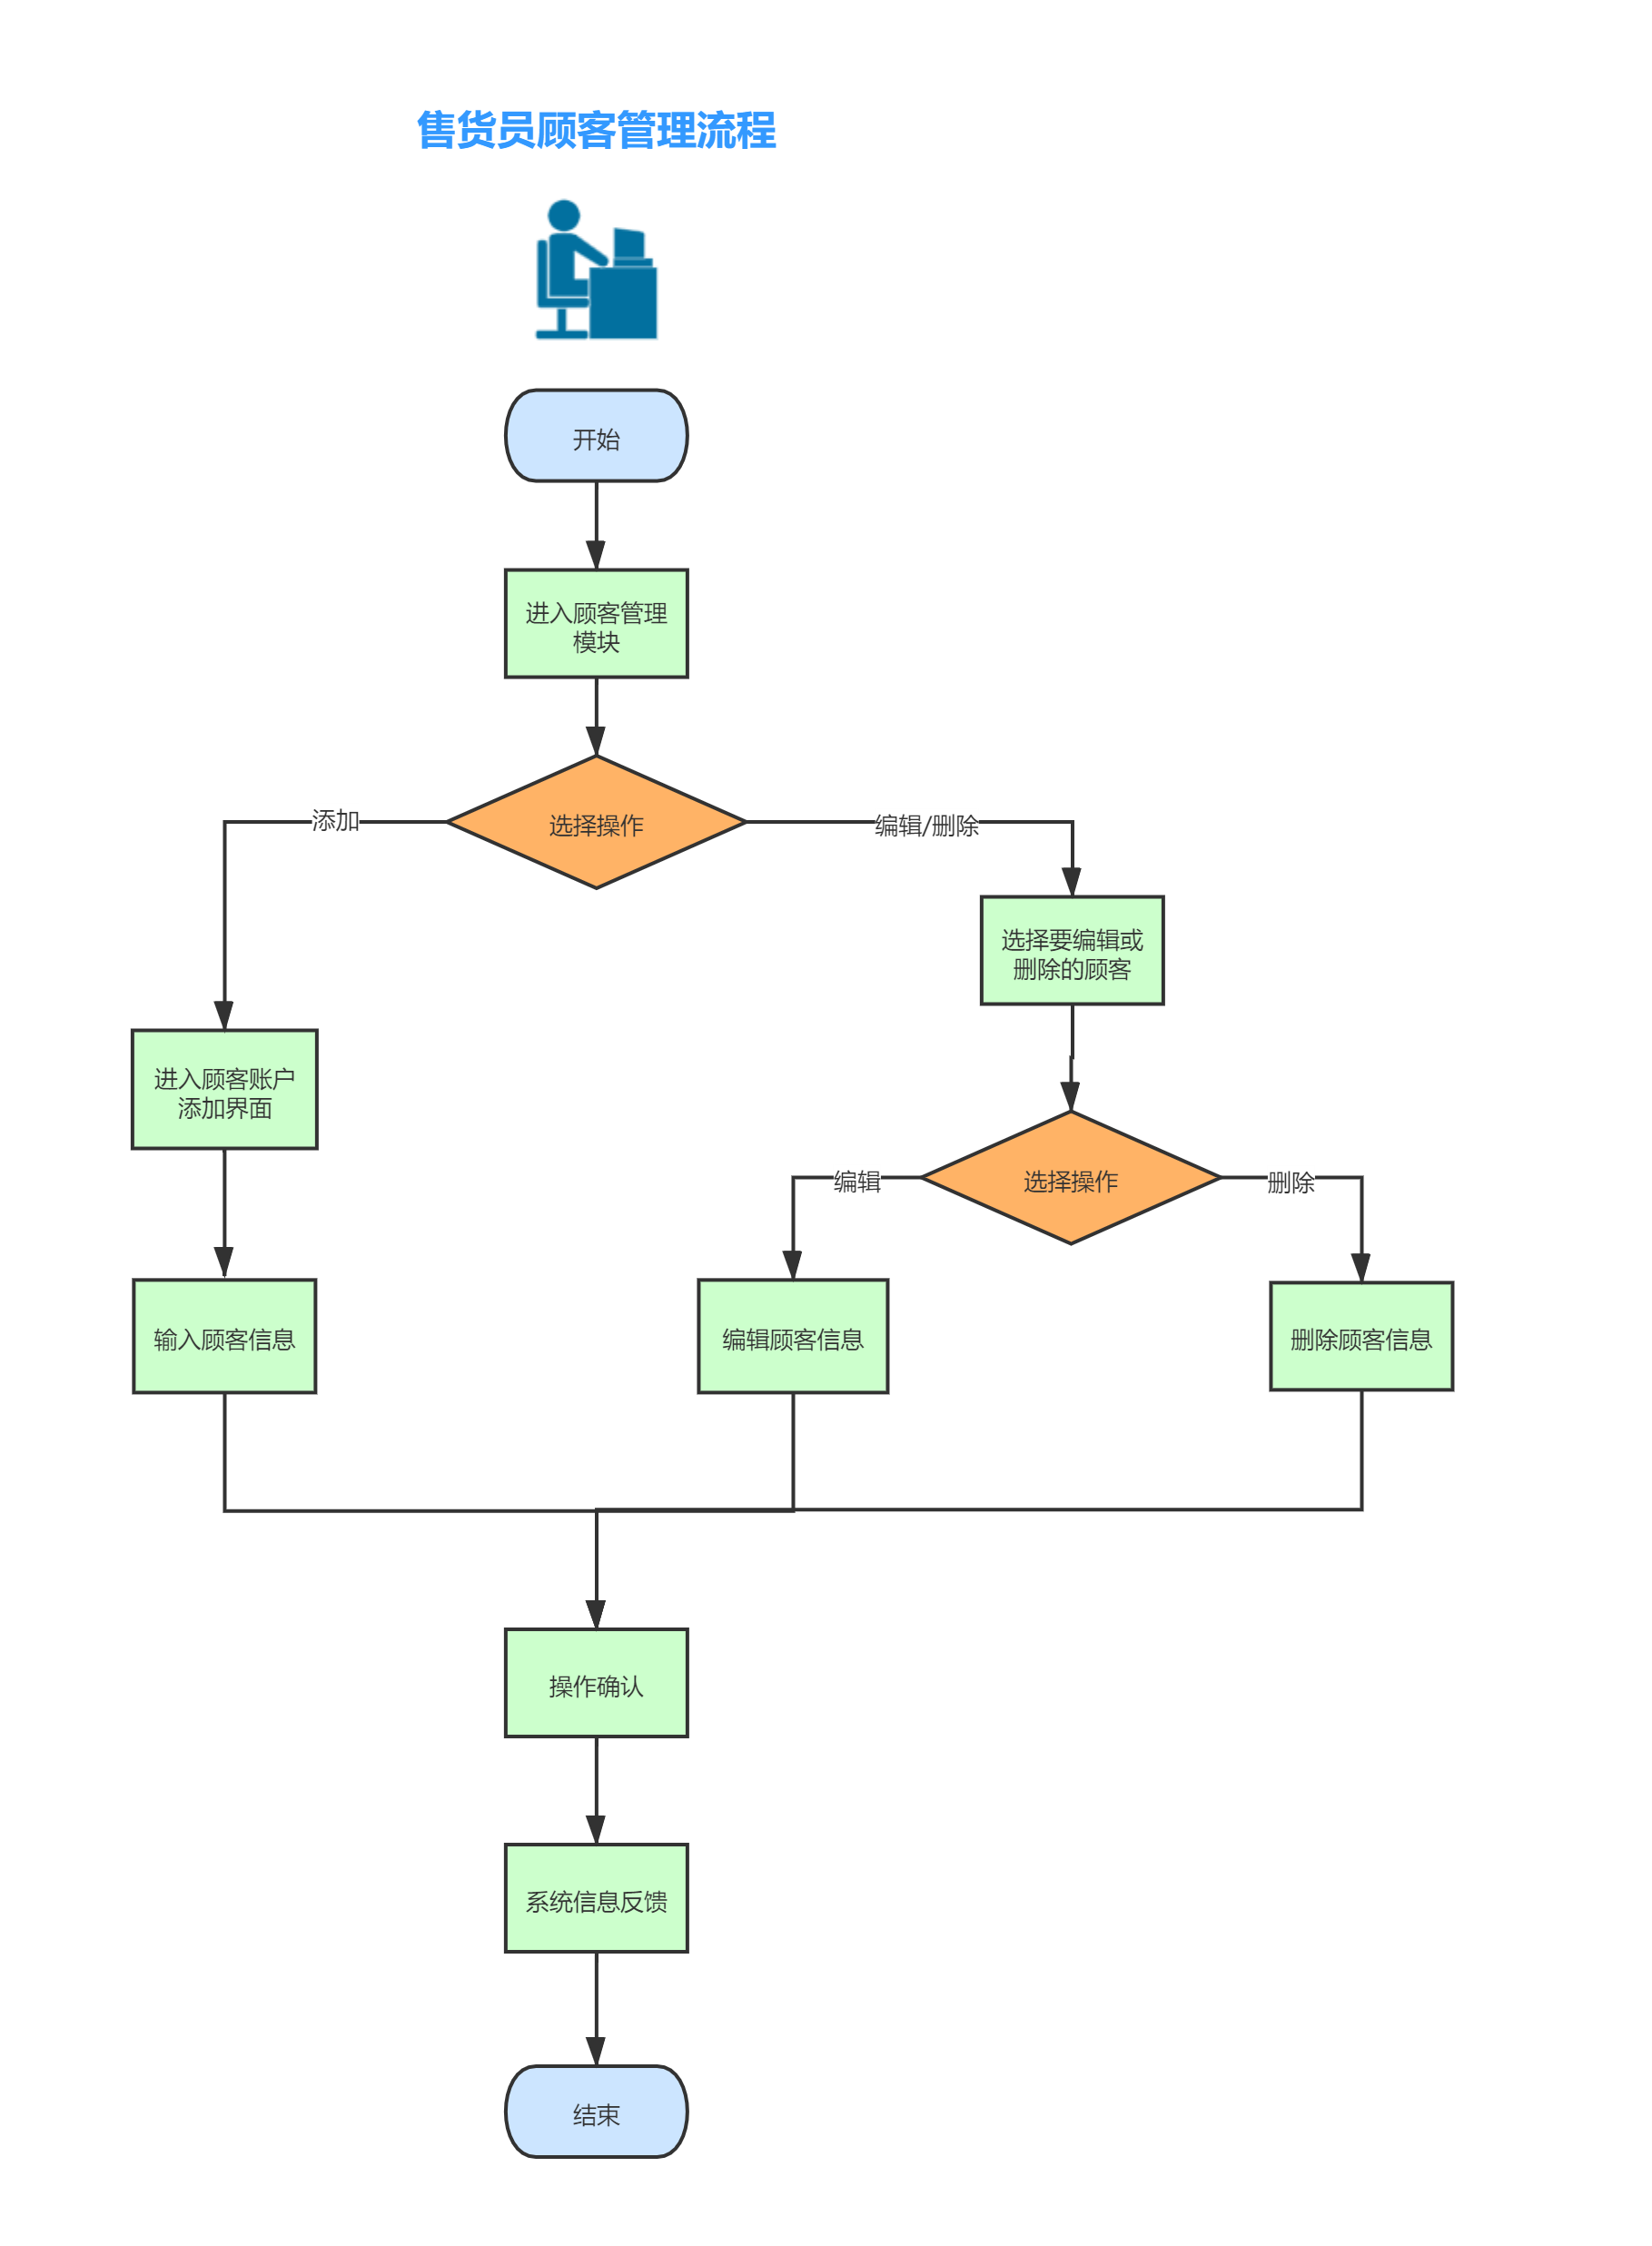 售货员顾客管理流程
开始
进入顾客管理
模块
选择操作
添加
编辑/删除
选择要编辑或
删除的顾客
进入顾客账户
添加界面
选择操作
编辑
删除
输入顾客信息
编辑顾客信息
删除顾客信息
操作确认
系统信息反馈
结束